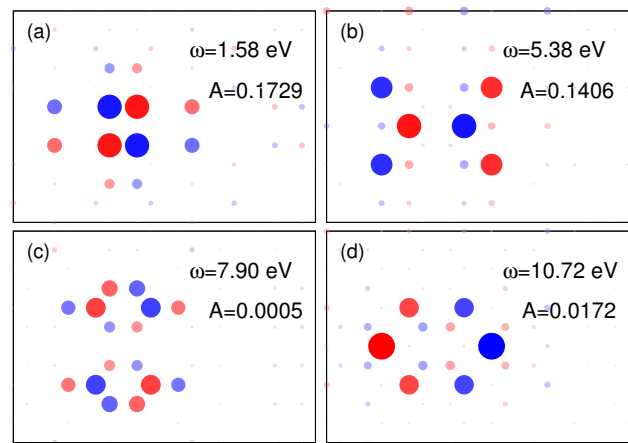 (a)
ω=1.58 eV
A=0.1729
(b)
ω=5.38 eV
A=0.1406
(c)
ω=7.90 eV
A=0.0005
(d)
ω=10.72 eV
A=0.0172